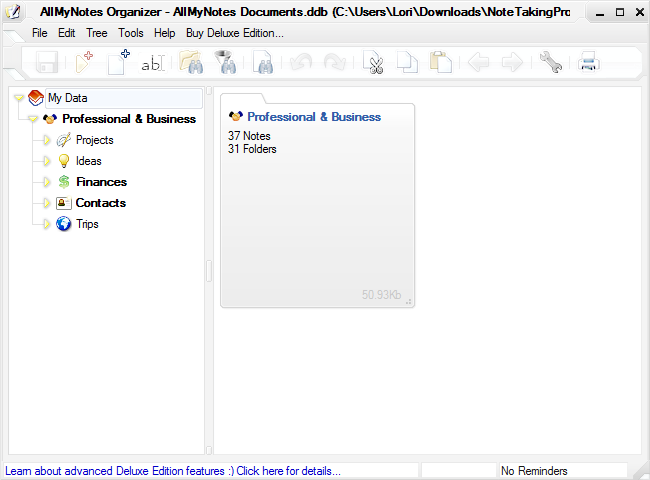 AllMyNotes Organizer - AllMyNotes Documents.ddb (C:\Users\Lori\Downloads\NoteTakingPro
File Edit Tree Tools Help Buy Deluxe Edition...
ab
My Data
Professional & Business
Projects
Ideas
Finances
Contacts
Trips
Professional & Business
37 Notes
31 Folders
50.93Kb
Learn about advanced Deluxe Edition features :) Click here for details...
No Reminders